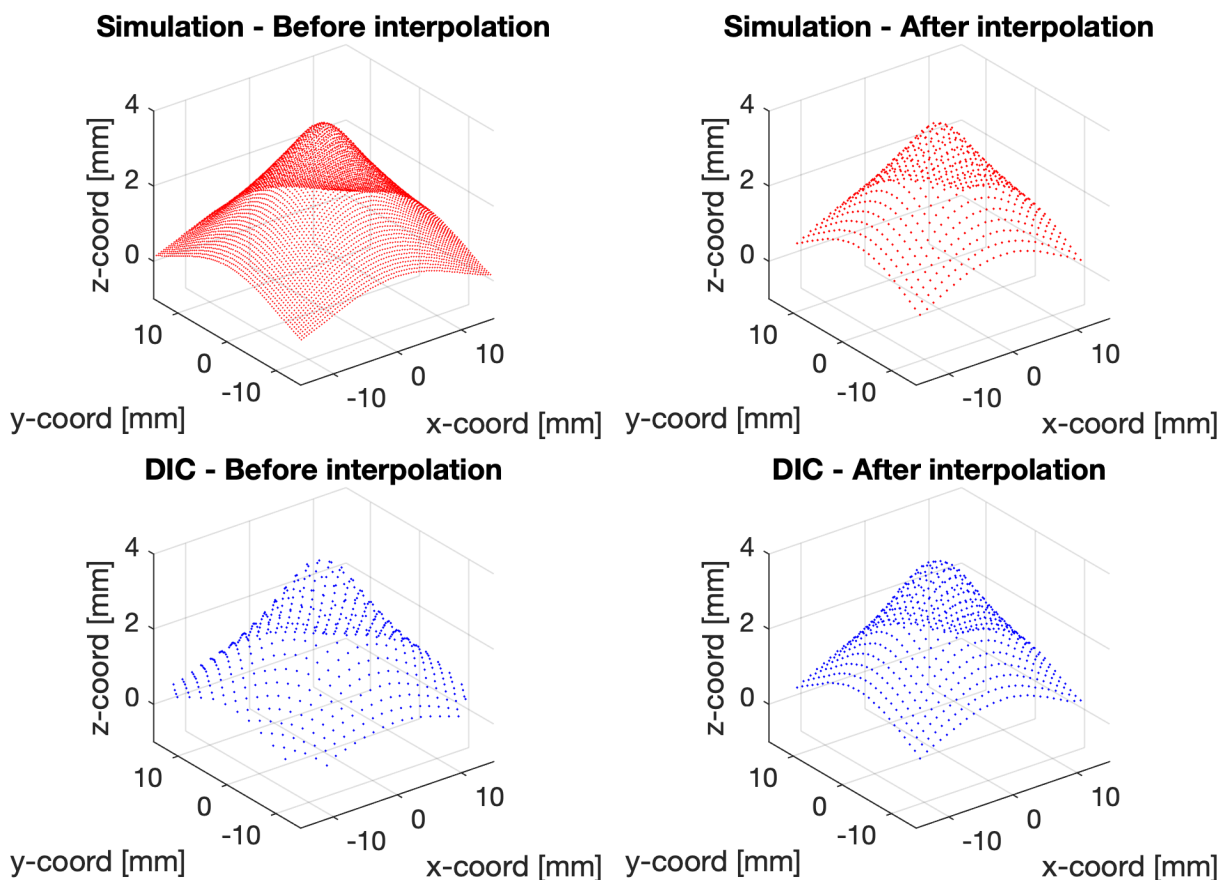 Simulation - Before interpolation
4
2
0
z-coord [mm]
10
0
-10
y-coord [mm]
-10
0
10
x-coord [mm]
Simulation - After interpolation
4
2
0
z-coord [mm]
10
0
-10
y-coord [mm]
-10
0
10
x-coord [mm]
DIC - Before interpolation
4
2
0
z-coord [mm]
10
0
-10
y-coord [mm]
-10
0
10
x-coord [mm]
DIC - After interpolation
4
2
0
z-coord [mm]
10
0
-10
y-coord [mm]
-10
0
10
x-coord [mm]